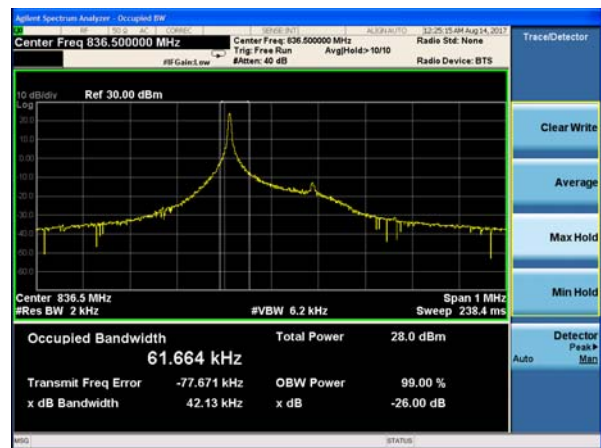 Agilent Spectrum Analyzer - Occupied BW
RF 50 Ω AC CORREC SENSE:INT ALIGN AUTO 12:25:15 AM Aug 14, 2017
Center Freq 836.500000 MHz
Center Freq: 836.500000 MHz Radio Std: None
Trig: Free Run Avg|Hold:>10/10
#IFGain:Low #Atten: 40 dB Radio Device: BTS
Trace/Detector
10 dB/div Ref 30.00 dBm
Log
20.0
10.0
0.00
10.0
20.0
30.0
40.0
50.0
60.0
Center 836.5 MHz Span 1 MHz
#Res BW 2 kHz #VBW 6.2 kHz Sweep 238.4 ms
Occupied Bandwidth Total Power 28.0 dBm
61.664 kHz
Transmit Freq Error -77.671 kHz OBW Power 99.00 %
x dB Bandwidth 42.13 kHz x dB -26.00 dB
Clear Write
Average
Max Hold
Min Hold
Detector
Peak▶
Auto Man
MSG STATUS